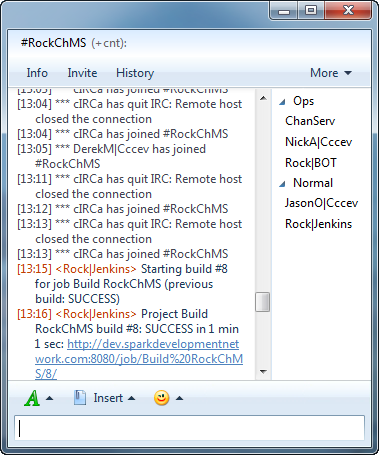 #RockChMS (+cnt):
Info Invite History More
[13:03] *** cIRCa has joined #RockChMS
[13:04] *** cIRCa has quit IRC: Remote host
closed the connection
[13:04] *** cIRCa has joined #RockChMS
[13:05] *** DerekM|Cccev has joined
#RockChMS
[13:11] *** cIRCa has quit IRC: Remote host
closed the connection
[13:12] *** cIRCa has joined #RockChMS
[13:13] *** cIRCa has quit IRC: Remote host
closed the connection
[13:13] *** cIRCa has joined #RockChMS
[13:15] <Rock|Jenkins> Starting build #8
for job Build RockChMS (previous
build: SUCCESS)
[13:16] <Rock|Jenkins> Project Build
RockChMS build #8: SUCCESS in 1 min
1 sec: http://dev.sparkdevelopmentnet
work.com:8080/job/Build%20RockChM
S/8/
Ops
ChanServ
NickA|Cccev
Rock|BOT
Normal
JasonO|Cccev
Rock|Jenkins
A Insert